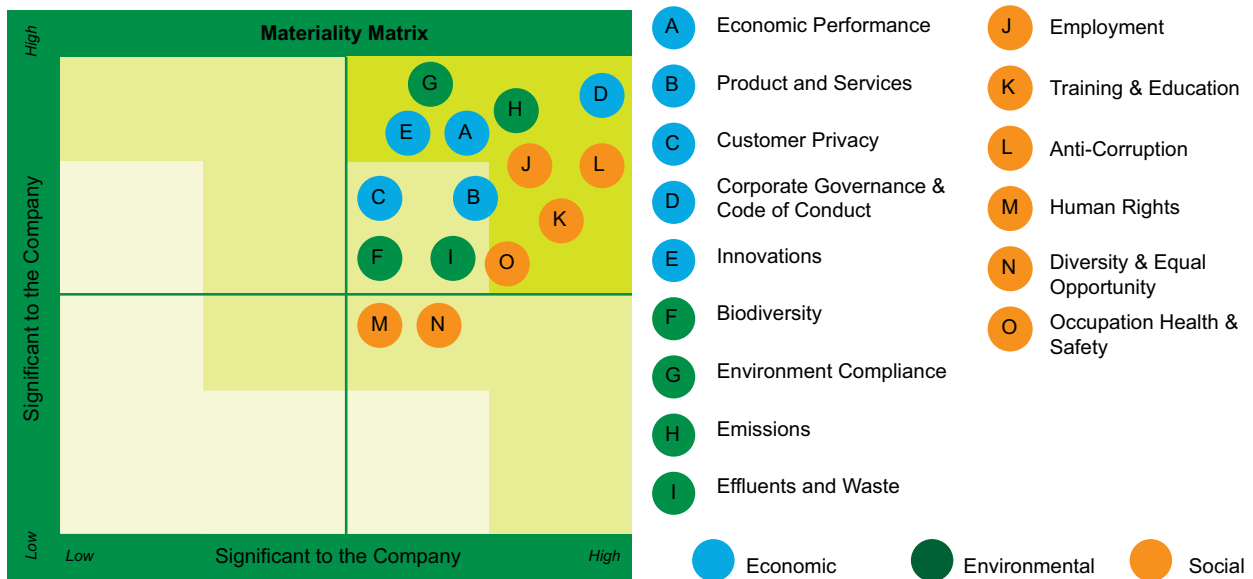 Materiality Matrix
High
Significant to the Company
Low
G
H
D
E
A
J
L
C
B
K
F
I
O
M
N
Low
Significant to the Company
High
A Economic Performance
B Product and Services
C Customer Privacy
D Corporate Governance &
Code of Conduct
E Innovations
F Biodiversity
G Environment Compliance
H Emissions
I Effluents and Waste
J Employment
K Training & Education
L Anti-Corruption
M Human Rights
N Diversity & Equal
Opportunity
O Occupation Health &
Safety
Economic
Environmental
Social